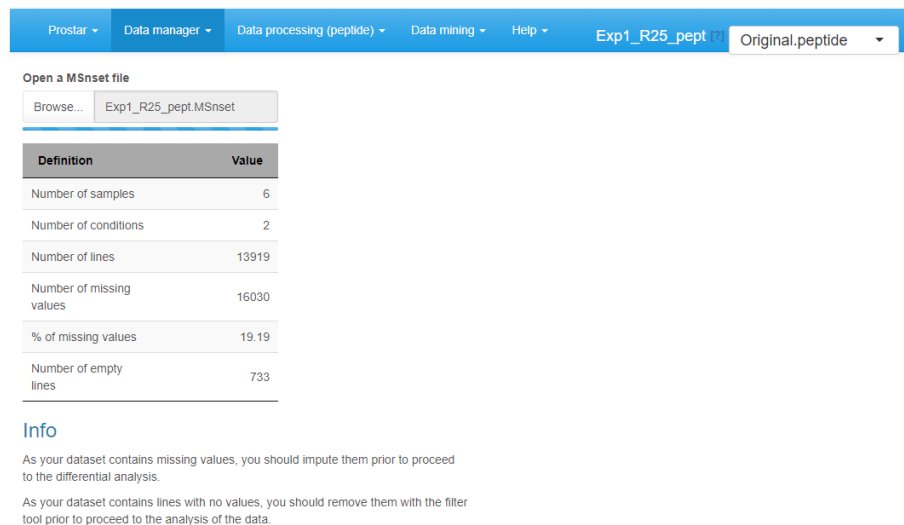 Prostar Data manager Data processing (peptide) Data mining Help Exp1_R25_pept [?] Original.peptide
Open a MSnset file
Browse... Exp1_R25_pept.MSnset
Definition Value
Number of samples 6
Number of conditions 2
Number of lines 13919
Number of missing
values 16030
% of missing values 19.19
Number of empty
lines 733
Info
As your dataset contains missing values, you should impute them prior to proceed
to the differential analysis.
As your dataset contains lines with no values, you should remove them with the filter
tool prior to proceed to the analysis of the data.